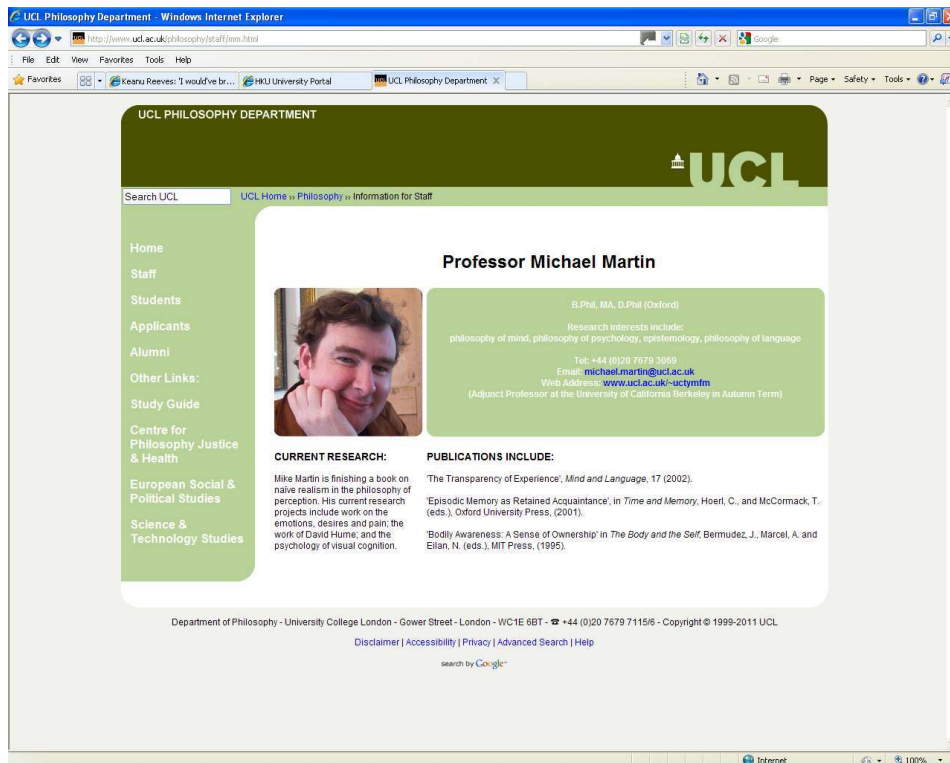 UCL Philosophy Department - Windows Internet Explorer
http://www.ucl.ac.uk/philosophy/staff/mm.html
Google
File Edit View Favorites Tools Help
Favorites
Keanu Reeves: 'I would've br...
HKU University Portal
UCL Philosophy Department
Page
Safety
Tools
UCL PHILOSOPHY DEPARTMENT
UCL
Search UCL
UCL Home » Philosophy » Information for Staff
Home
Staff
Students
Applicants
Alumni
Other Links:
Study Guide
Centre for
Philosophy Justice
& Health
European Social &
Political Studies
Science &
Technology Studies
Professor Michael Martin
B.Phil, MA, D.Phil (Oxford)
Research interests include:
philosophy of mind, philosophy of psychology, epistemology, philosophy of language
Tel: +44 (0)20 7679 3069
Email: michael.martin@ucl.ac.uk
Web Address: www.ucl.ac.uk/~uctymfm
(Adjunct Professor at the University of California Berkeley in Autumn Term)
CURRENT RESEARCH:
Mike Martin is finishing a book on
naïve realism in the philosophy of
perception. His current research
projects include work on the
emotions, desires and pain; the
work of David Hume; and the
psychology of visual cognition.
PUBLICATIONS INCLUDE:
'The Transparency of Experience', Mind and Language, 17 (2002).
'Episodic Memory as Retained Acquaintance', in Time and Memory, Hoerl, C., and McCormack, T.
(eds.), Oxford University Press, (2001).
'Bodily Awareness: A Sense of Ownership' in The Body and the Self, Bermudez, J., Marcel, A. and
Eilan, N. (eds.), MIT Press, (1995).
Department of Philosophy - University College London - Gower Street - London - WC1E 6BT - ☎ +44 (0)20 7679 7115/6 - Copyright © 1999-2011 UCL
Disclaimer | Accessibility | Privacy | Advanced Search | Help
search by Google
Internet
100%